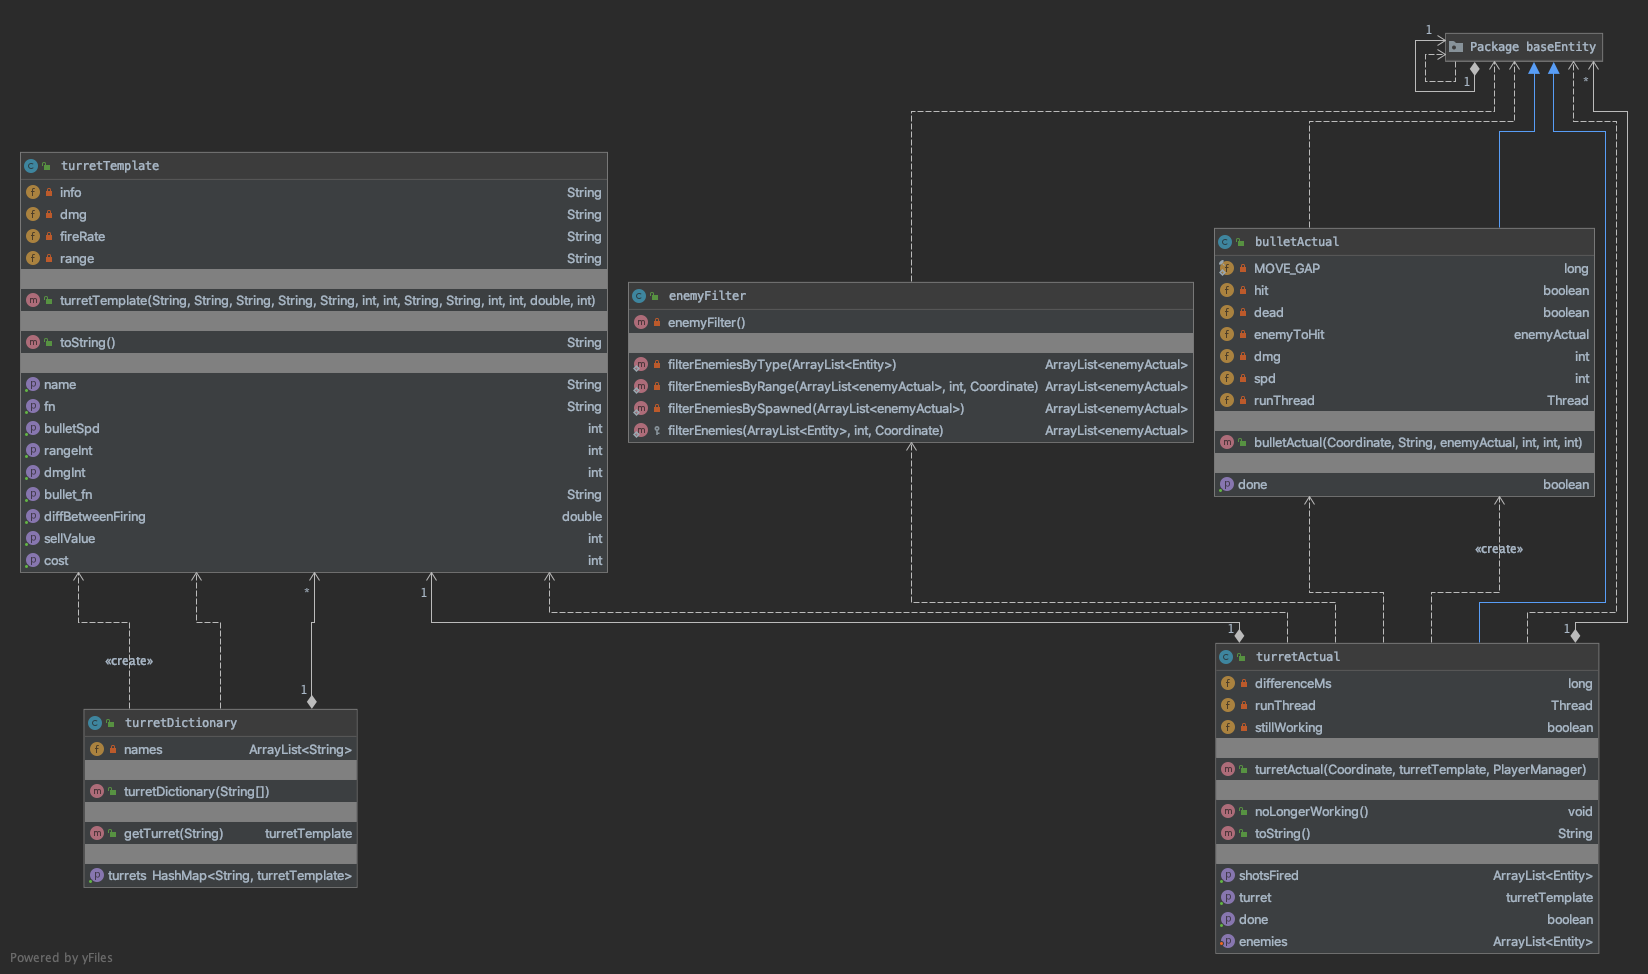 1
Package baseEntity
1
*
turretTemplate
info String
dmg String
fireRate String
range String
turretTemplate(String, String, String, String, String, int, int, String, String, int, int, double, int)
toString() String
name String
fn String
bulletSpd int
rangeInt int
dmgInt int
bullet_fn String
diffBetweenFiring double
sellValue int
cost int
enemyFilter
enemyFilter()
filterEnemiesByType(ArrayList<Entity>) ArrayList<enemyActual>
filterEnemiesByRange(ArrayList<enemyActual>, int, Coordinate) ArrayList<enemyActual>
filterEnemiesBySpawned(ArrayList<enemyActual>) ArrayList<enemyActual>
filterEnemies(ArrayList<Entity>, int, Coordinate) ArrayList<enemyActual>
bulletActual
MOVE_GAP long
hit boolean
dead boolean
enemyToHit enemyActual
dmg int
spd int
runThread Thread
bulletActual(Coordinate, String, enemyActual, int, int, int)
done boolean
«create»
* 1
1 1
«create»
1
turretDictionary
names ArrayList<String>
turretDictionary(String[])
getTurret(String) turretTemplate
turrets HashMap<String, turretTemplate>
turretActual
differenceMs long
runThread Thread
stillWorking boolean
turretActual(Coordinate, turretTemplate, PlayerManager)
noLongerWorking() void
toString() String
shotsFired ArrayList<Entity>
turret turretTemplate
done boolean
enemies ArrayList<Entity>
Powered by yFiles